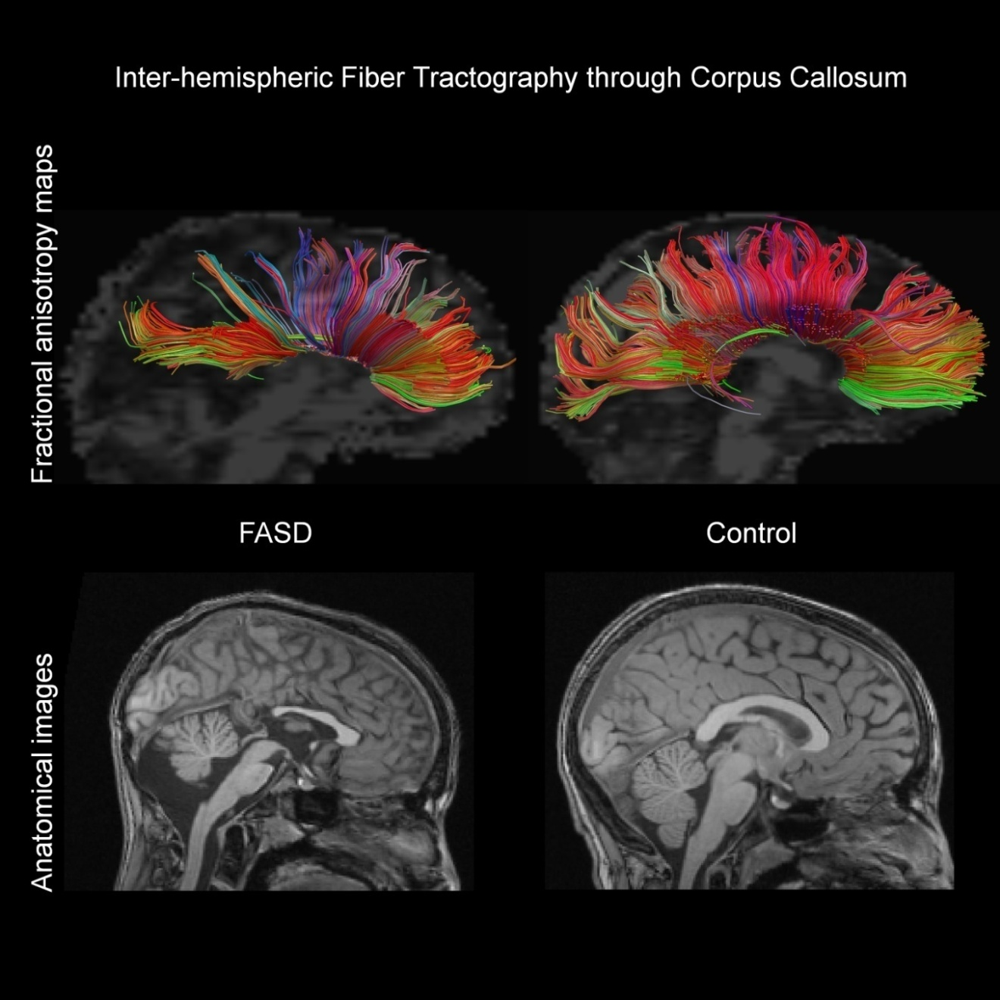 Inter-hemispheric Fiber Tractography through Corpus Callosum
Fractional anisotropy maps
FASD
Control
Anatomical images